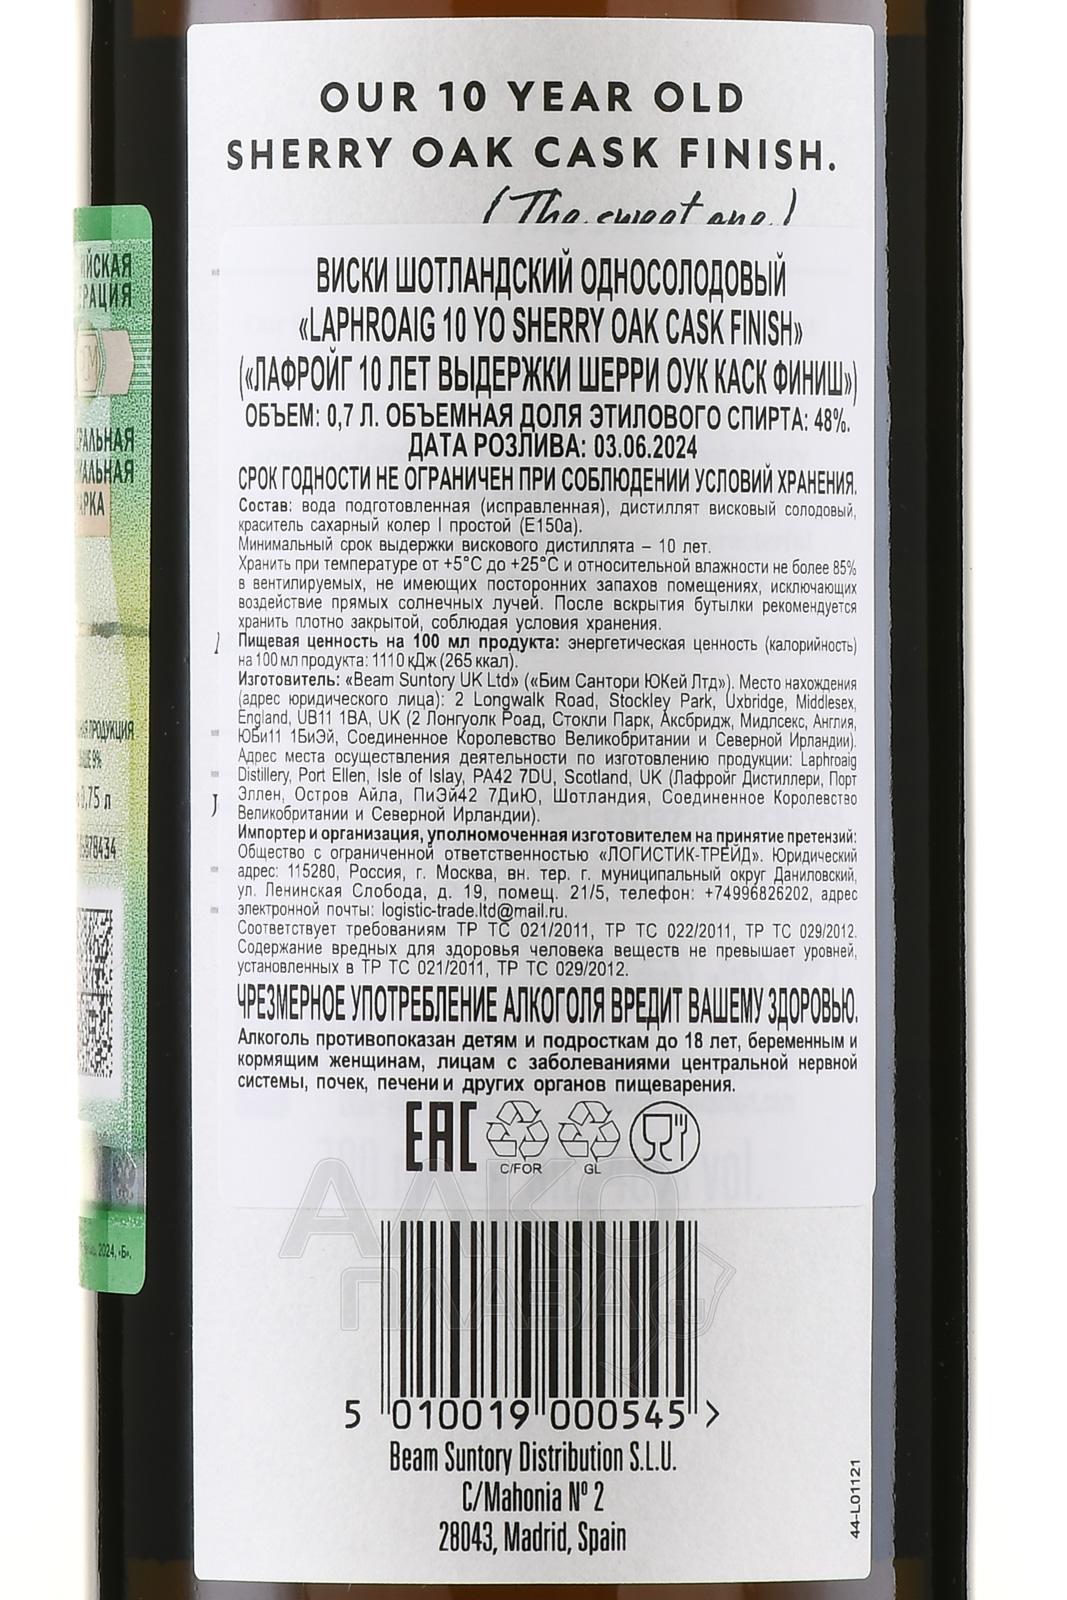 OUR 10 YEAR OLD
SHERRY OAK CASK FINISH.
(The sweet one.)
ВИСКИ ШОТЛАНДСКИЙ ОДНОСОЛОДОВЫЙ
«LAPHROAIG 10 YO SHERRY OAK CASK FINISH»
(«ЛАФРОЙГ 10 ЛЕТ ВЫДЕРЖКИ ШЕРРИ ОУК КАСК ФИНИШ»)
ОБЪЕМ: 0,7 Л. ОБЪЕМНАЯ ДОЛЯ ЭТИЛОВОГО СПИРТА: 48%.
ДАТА РОЗЛИВА: 03.06.2024
СРОК ГОДНОСТИ НЕ ОГРАНИЧЕН ПРИ СОБЛЮДЕНИИ УСЛОВИЙ ХРАНЕНИЯ.
Состав: вода подготовленная (исправленная), дистиллят висковый солодовый,
краситель сахарный колер I простой (E150a).
Минимальный срок выдержки вискового дистиллята – 10 лет.
Хранить при температуре от +5°С до +25°С и относительной влажности не более 85%
в вентилируемых, не имеющих посторонних запахов помещениях, исключающих
воздействие прямых солнечных лучей. После вскрытия бутылки рекомендуется
хранить плотно закрытой, соблюдая условия хранения.
Пищевая ценность на 100 мл продукта: энергетическая ценность (калорийность)
на 100 мл продукта: 1110 кДж (265 ккал).
Изготовитель: «Beam Suntory UK Ltd» («Бим Сантори ЮКей Лтд»). Место нахождения
(адрес юридического лица): 2 Longwalk Road, Stockley Park, Uxbridge, Middlesex,
England, UB11 1BA, UK (2 Лонгуолк Роад, Стокли Парк, Аксбридж, Мидлсекс, Англия,
ЮБи11 1БиЭй, Соединенное Королевство Великобритании и Северной Ирландии).
Адрес места осуществления деятельности по изготовлению продукции: Laphroaig
Distillery, Port Ellen, Isle of Islay, PA42 7DU, Scotland, UK (Лафройг Дистиллери, Порт
Эллен, Остров Айла, ПиЭй42 7ДиЮ, Шотландия, Соединенное Королевство
Великобритании и Северной Ирландии).
Импортер и организация, уполномоченная изготовителем на принятие претензий:
Общество с ограниченной ответственностью «ЛОГИСТИК-ТРЕЙД». Юридический
адрес: 115280, Россия, г. Москва, вн. тер. г. муниципальный округ Даниловский,
ул. Ленинская Слобода, д. 19, помещ. 21/5, телефон: +74996826202, адрес
электронной почты: logistic-trade.ltd@mail.ru.
Соответствует требованиям ТР ТС 021/2011, ТР ТС 022/2011, ТР ТС 029/2012.
Содержание вредных для здоровья человека веществ не превышает уровней,
установленных в ТР ТС 021/2011, ТР ТС 029/2012.
ЧРЕЗМЕРНОЕ УПОТРЕБЛЕНИЕ АЛКОГОЛЯ ВРЕДИТ ВАШЕМУ ЗДОРОВЬЮ.
Алкоголь противопоказан детям и подросткам до 18 лет, беременным и
кормящим женщинам, лицам с заболеваниями центральной нервной
системы, почек, печени и других органов пищеварения.
EAC
C/FOR GL
АЛКО
ПЛАЗА.ru
5 010019 000545 >
Beam Suntory Distribution S.L.U.
C/Mahonia Nº 2
28043, Madrid, Spain
44-L01121
0,75 л
2024, «Б».